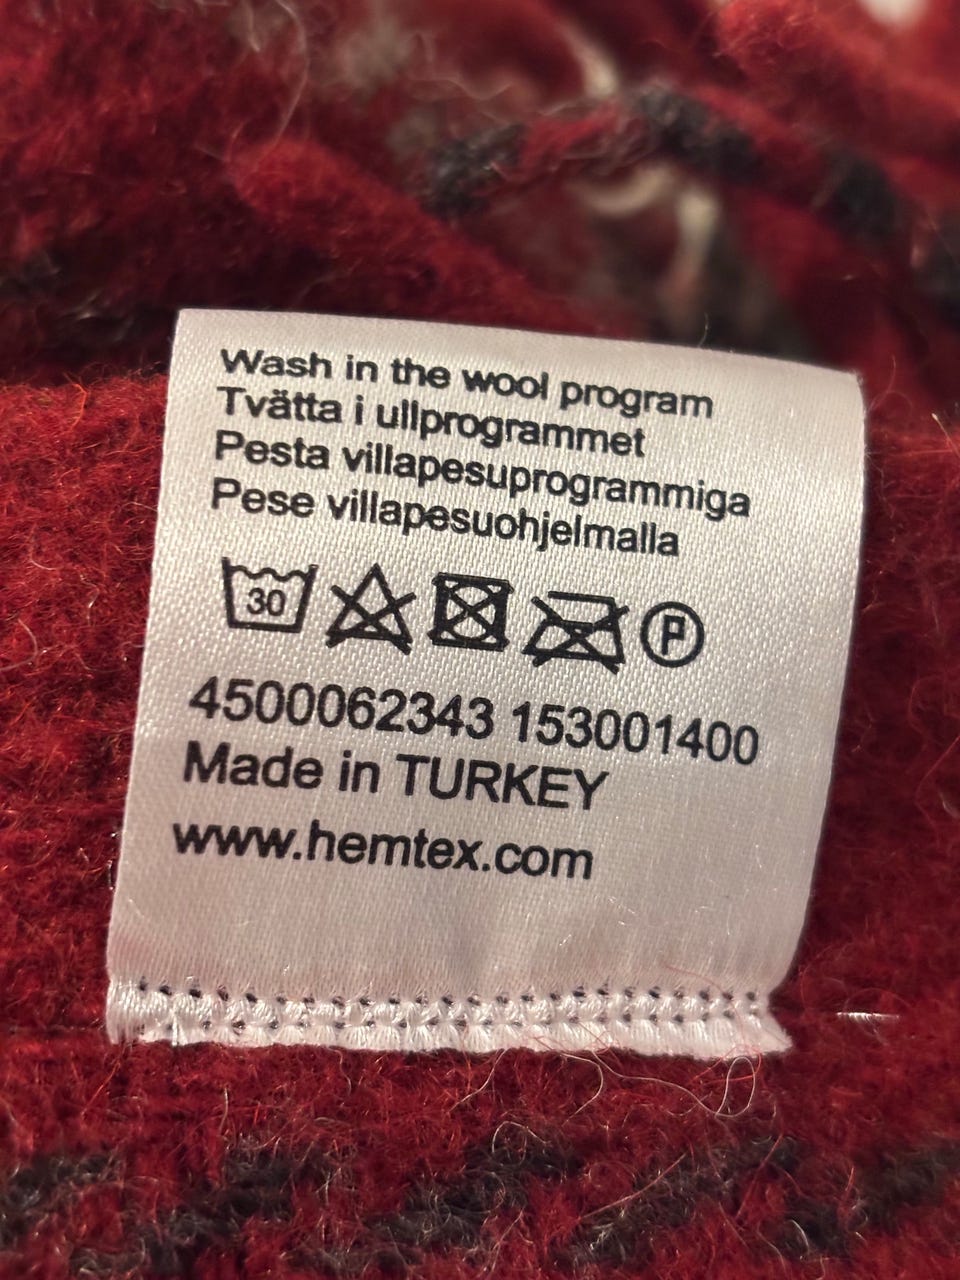 Wash in the wool program
Tvätta i ullprogrammet
Pesta villapesuprogrammiga
Pese villapesuohjelmalla
30 P
4500062343 153001400
Made in TURKEY
www.hemtex.com